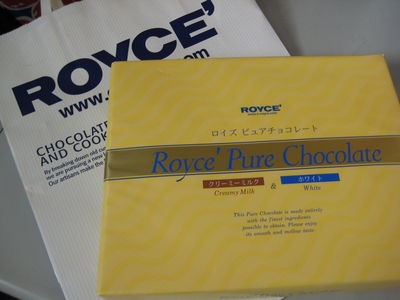 ROYCE'
CHOCOLATE
AND COOK
By breaking down old cu
we are pursuing a new
Our artisans make the
ROYCE'
ロイズ ピュアチョコレート
Royce' Pure Chocolate
クリーミーミルク
Creamy Milk
&
ホワイト
White
This Pure Chocolate is made entirely
with the finest ingredients
possible to obtain. Please enjoy
its smooth and mellow taste